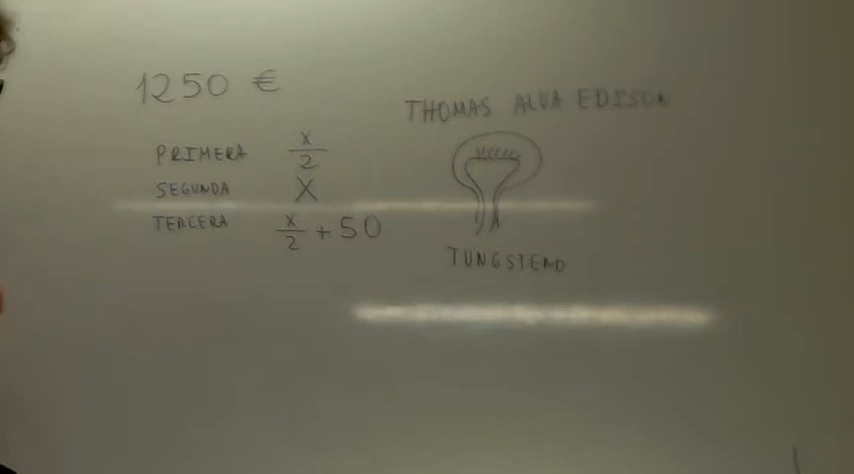 1250 €
PRIMERA x/2
SEGUNDA X
TERCERA x/2 + 50
THOMAS ALVA EDISON
TUNGSTENO